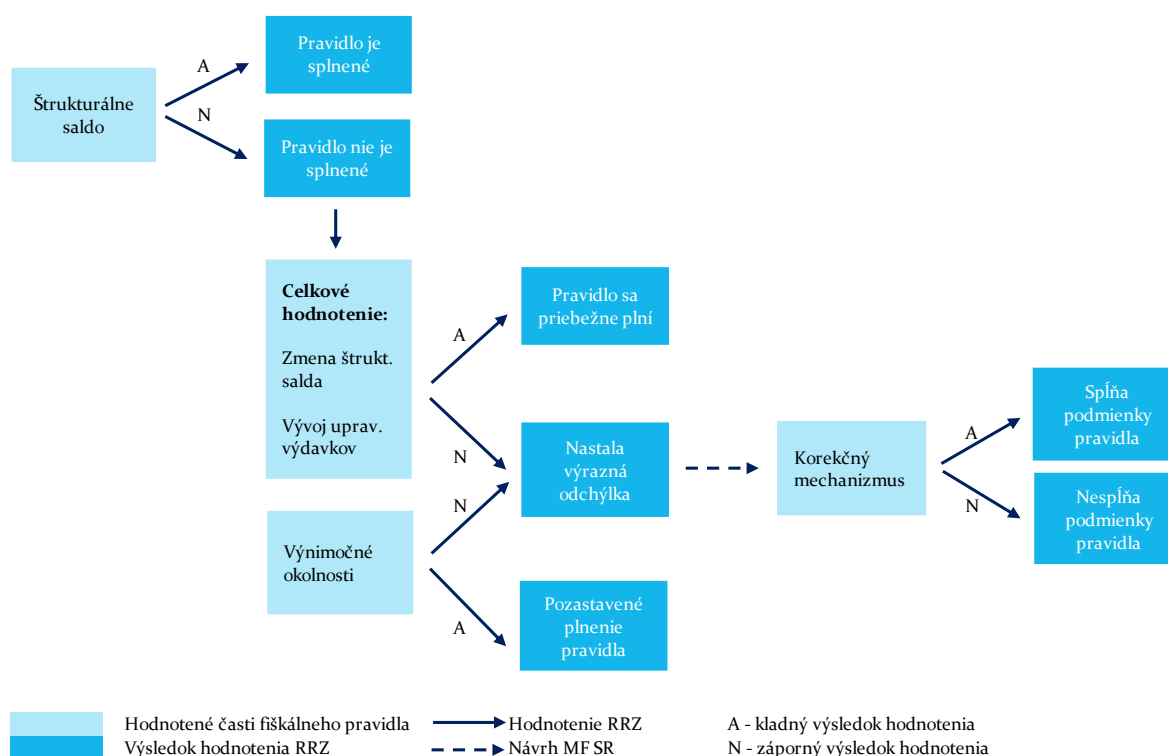 Pravidlo je
splnené
A
Štrukturálne
saldo
N
Pravidlo nie je
splnené
Celkové
hodnotenie:
Zmena štrukt.
salda
Vývoj uprav.
výdavkov
A
Pravidlo sa
priebežne plní
N
Nastala
výrazná
odchýlka
N
Výnimočné
okolnosti
A
Pozastavené
plnenie
pravidla
Korekčný
mechanizmus
A
Spĺňa
podmienky
pravidla
N
Nespĺňa
podmienky
pravidla
Hodnotené časti fiškálneho pravidla
Hodnotenie RRZ
A - kladný výsledok hodnotenia
Výsledok hodnotenia RRZ
Návrh MF SR
N - záporný výsledok hodnotenia